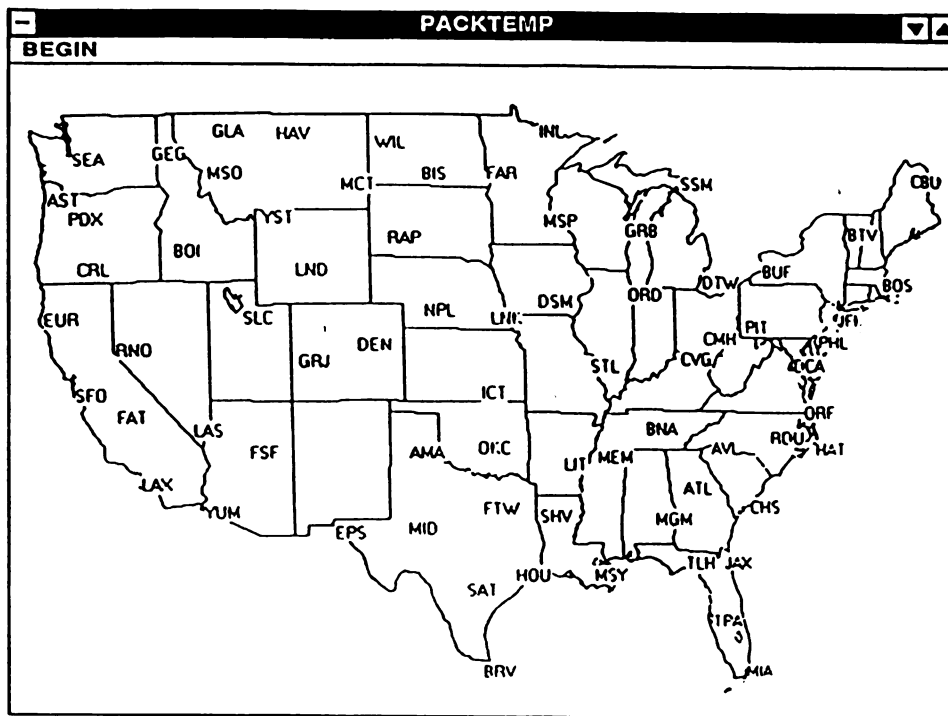 PACKTEMP
BEGIN
GLA HAV WIL INL
SEA GEG MSO MCT BIS FAR SSM CBU
AST PDX YST RAP MSP GRB BTV
CRL BOI LND DTW BUF BOS
EUR SLC NPL LNK DSM ORD
RNO GRJ DEN STL CVG CMH PIT PHL DCA
SFO FAT ICT
LAS FSF AMA OKC LIT MEM BNA AVL RDU ORF HAT
LAX YUM EPS MID FTW SHV MGM ATL CHS
SAT HOU MSY TLH JAX
TPA
BRV MIA